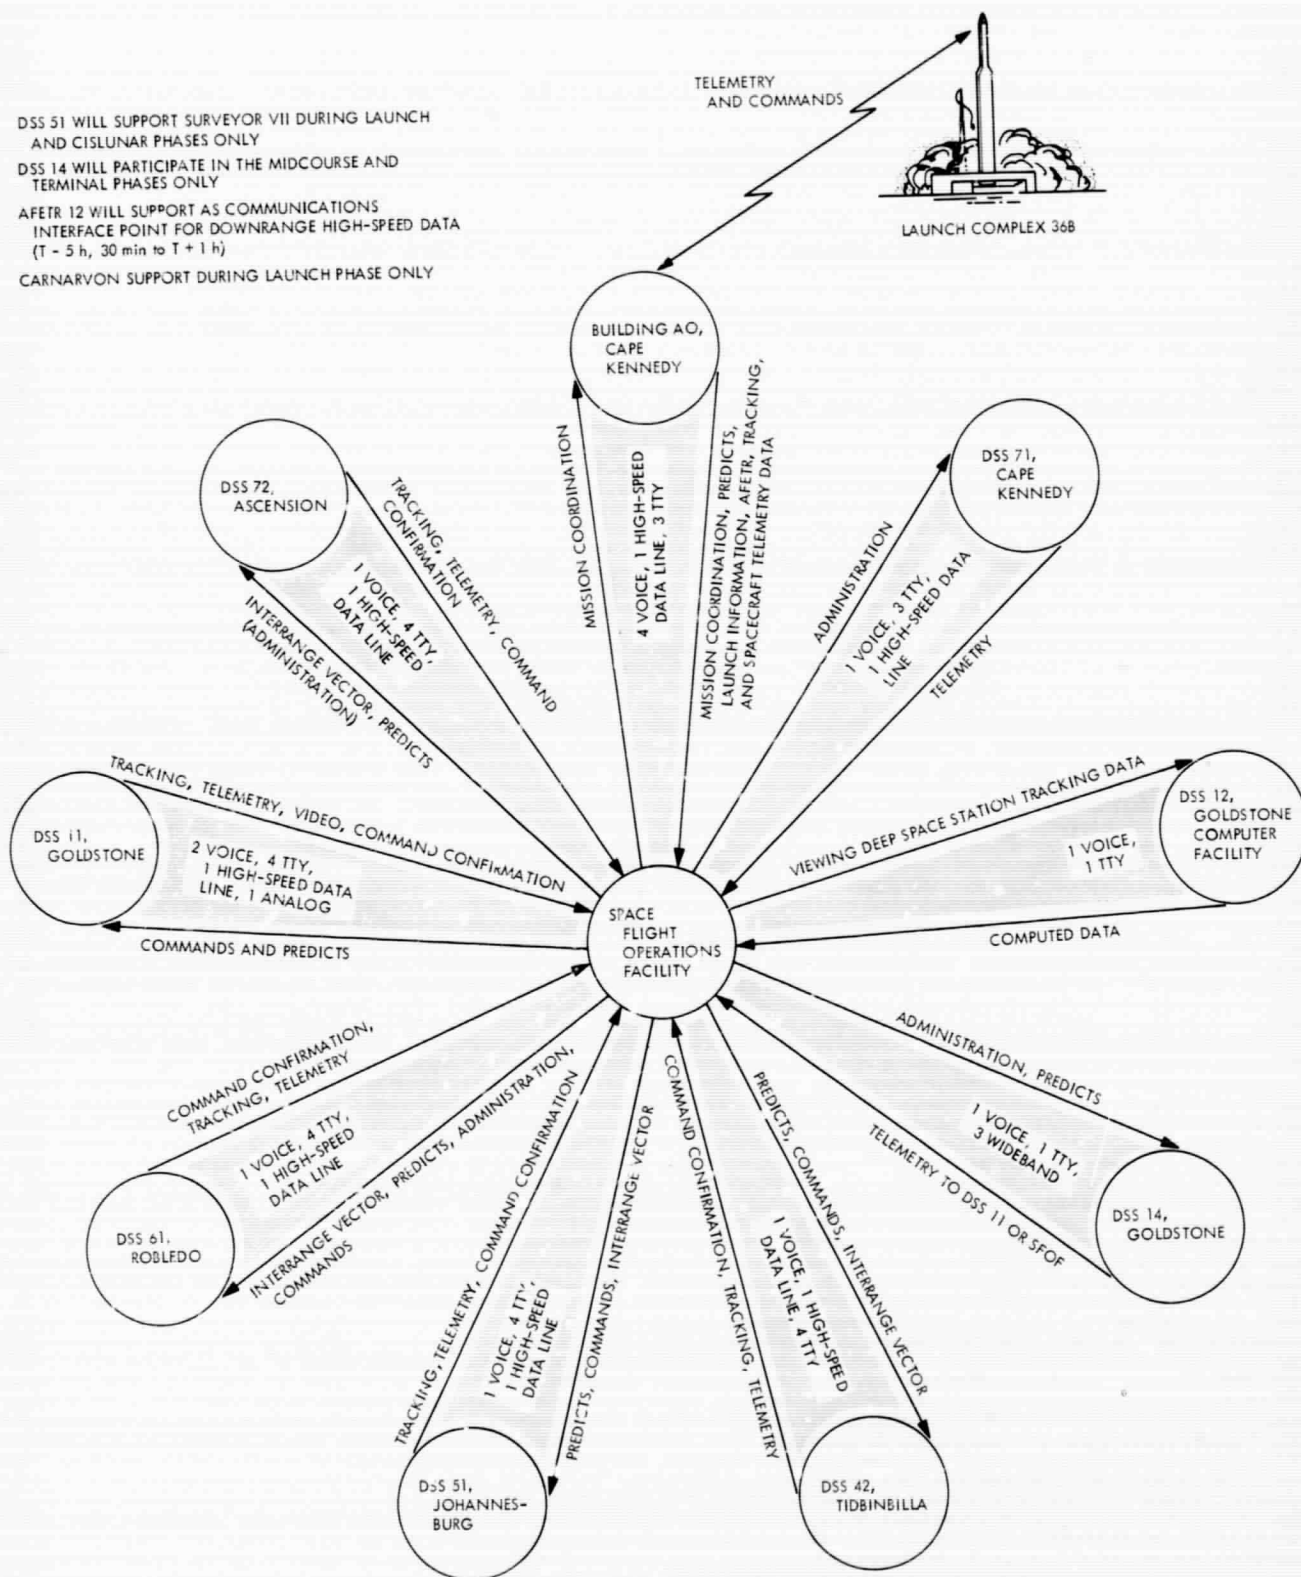 TELEMETRY
AND COMMANDS
LAUNCH COMPLEX 36B
DSS 51 WILL SUPPORT SURVEYOR VII DURING LAUNCH
AND CISLUNAR PHASES ONLY
DSS 14 WILL PARTICIPATE IN THE MIDCOURSE AND
TERMINAL PHASES ONLY
AFETR 12 WILL SUPPORT AS COMMUNICATIONS
INTERFACE POINT FOR DOWNRANGE HIGH-SPEED DATA
(T - 5 h, 30 min to T + 1 h)
CARNARVON SUPPORT DURING LAUNCH PHASE ONLY
BUILDING AO,
CAPE
KENNEDY
MISSION COORDINATION
4 VOICE, 1 HIGH-SPEED
DATA LINE, 3 TTY
MISSION COORDINATION, PREDICTS,
LAUNCH INFORMATION, AFETR, TRACKING,
AND SPACECRAFT TELEMETRY DATA
DSS 72,
ASCENSION
TRACKING, TELEMETRY, COMMAND
CONFIRMATION
1 VOICE, 4 TTY,
1 HIGH-SPEED
DATA LINE
INTERRANGE VECTOR, PREDICTS
(ADMINISTRATION)
DSS 71,
CAPE
KENNEDY
ADMINISTRATION
1 VOICE, 3 TTY,
1 HIGH-SPEED DATA
LINE
TELEMETRY
DSS 11,
GOLDSTONE
TRACKING, TELEMETRY, VIDEO, COMMAND CONFIRMATION
2 VOICE, 4 TTY,
1 HIGH-SPEED DATA
LINE, 1 ANALOG
COMMANDS AND PREDICTS
SPACE
FLIGHT
OPERATIONS
FACILITY
VIEWING DEEP SPACE STATION TRACKING DATA
1 VOICE,
1 TTY
COMPUTED DATA
DSS 12,
GOLDSTONE
COMPUTER
FACILITY
COMMAND CONFIRMATION,
TRACKING, TELEMETRY
1 VOICE, 4 TTY,
1 HIGH-SPEED
DATA LINE
INTERRANGE VECTOR, PREDICTS, ADMINISTRATION,
COMMANDS
DSS 61,
ROBLEDO
TRACKING, TELEMETRY, COMMAND CONFIRMATION
1 VOICE, 4 TTY,
1 HIGH-SPEED
DATA LINE
PREDICTS, COMMANDS, INTERRANGE VECTOR
DSS 51,
JOHANNES-
BURG
COMMAND CONFIRMATION, TRACKING, TELEMETRY
1 VOICE, 1 HIGH-SPEED
DATA LINE, 4 TTY
PREDICTS, COMMANDS, INTERRANGE VECTOR
DSS 42,
TIDBINBILLA
ADMINISTRATION, PREDICTS
1 VOICE, 1 TTY,
3 WIDEBAND
TELEMETRY TO DSS 11 OR SFOF
DSS 14,
GOLDSTONE